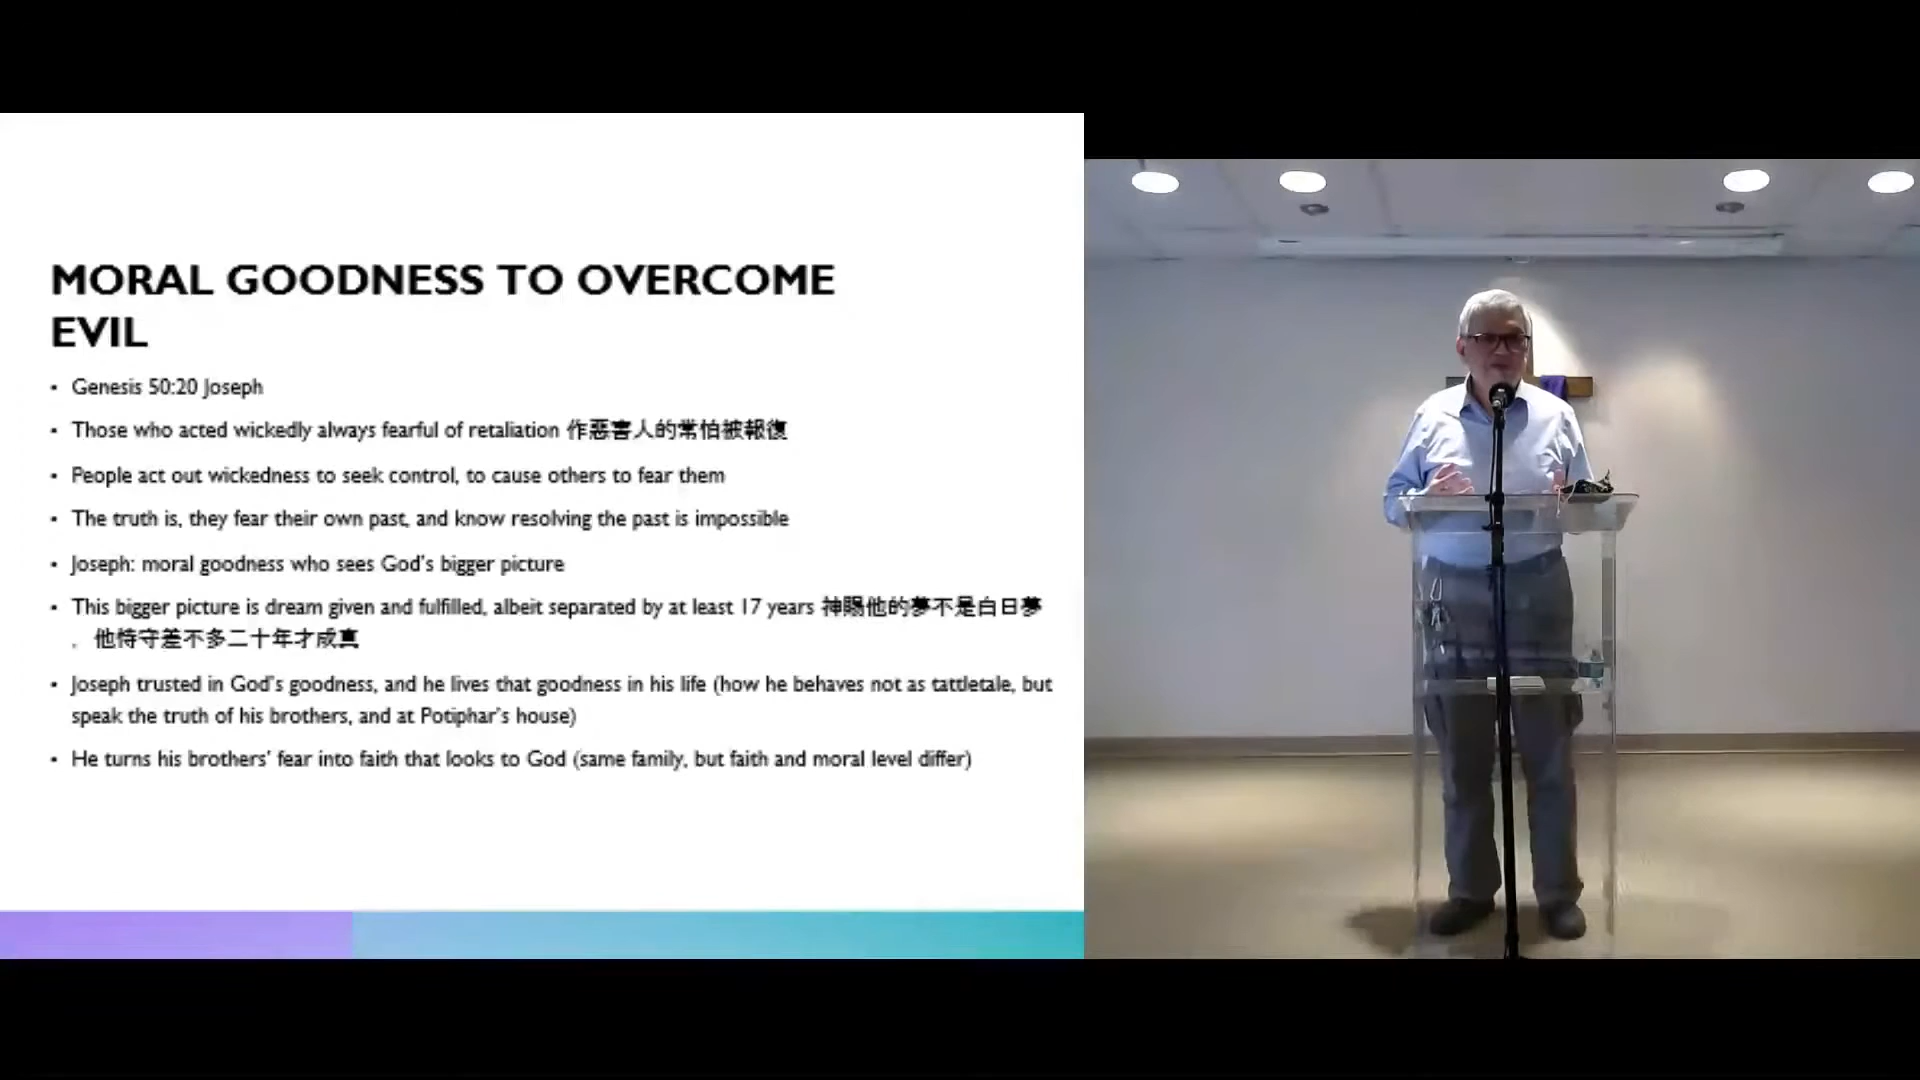 MORAL GOODNESS TO OVERCOME
EVIL
• Genesis 50:20 Joseph
• Those who acted wickedly always fearful of retaliation 作惡害人的常怕被報復
• People act out wickedness to seek control, to cause others to fear them
• The truth is, they fear their own past, and know resolving the past is impossible
• Joseph: moral goodness who sees God's bigger picture
• This bigger picture is dream given and fulfilled, albeit separated by at least 17 years 神賜他的夢不是白日夢
，他恃守差不多二十年才成真
• Joseph trusted in God's goodness, and he lives that goodness in his life (how he behaves not as tattletale, but
speak the truth of his brothers, and at Potiphar's house)
• He turns his brothers' fear into faith that looks to God (same family, but faith and moral level differ)